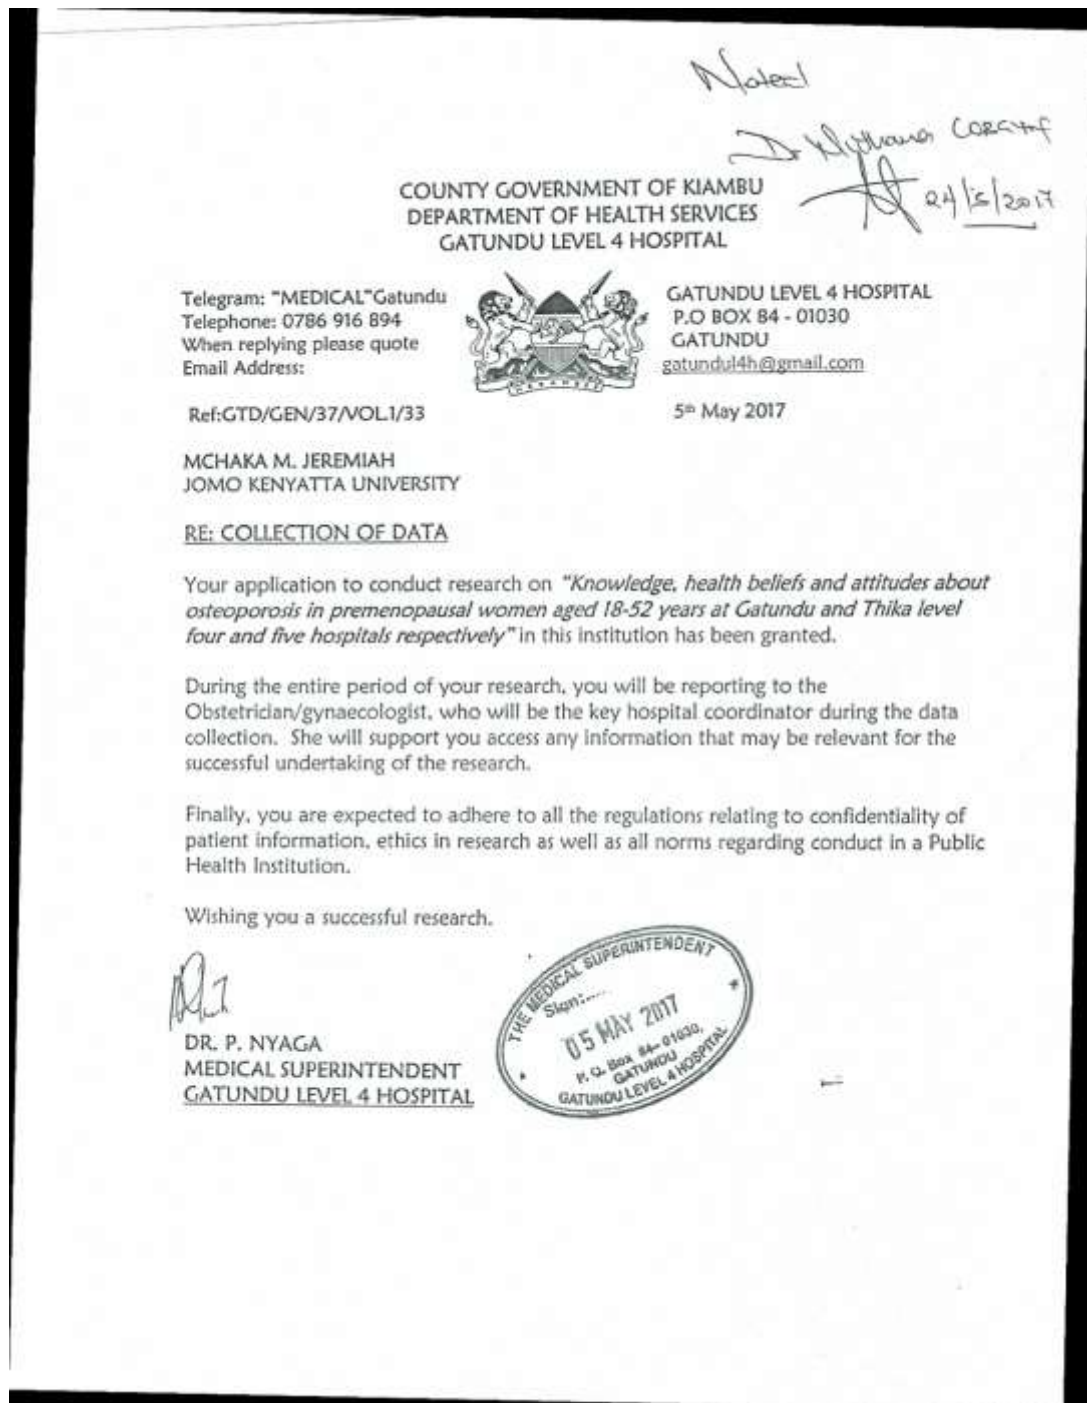 Noted
Dr
24/5/2017
COUNTY GOVERNMENT OF KIAMBU
DEPARTMENT OF HEALTH SERVICES
GATUNDU LEVEL 4 HOSPITAL
Telegram: "MEDICAL"Gatundu
Telephone: 0786 916 894
When replying please quote
Email Address:
GATUNDU LEVEL 4 HOSPITAL
P.O BOX 84 - 01030
GATUNDU
gatundul4h@gmail.com
HARAMBEE
Ref:GTD/GEN/37/VOL.1/33
5th May 2017
MCHAKA M. JEREMIAH
JOMO KENYATTA UNIVERSITY
RE: COLLECTION OF DATA
Your application to conduct research on "Knowledge, health beliefs and attitudes about
osteoporosis in premenopausal women aged 18-52 years at Gatundu and Thika level
four and five hospitals respectively" in this institution has been granted.
During the entire period of your research, you will be reporting to the
Obstetrician/gynaecologist, who will be the key hospital coordinator during the data
collection. She will support you access any information that may be relevant for the
successful undertaking of the research.
Finally, you are expected to adhere to all the regulations relating to confidentiality of
patient information, ethics in research as well as all norms regarding conduct in a Public
Health Institution.
Wishing you a successful research.
DR. P. NYAGA
MEDICAL SUPERINTENDENT
GATUNDU LEVEL 4 HOSPITAL
THE MEDICAL SUPERINTENDENT
Sign:....
05 MAY 2017
P. O. Box 84-01030,
GATUNDU
GATUNDU LEVEL 4 HOSPITAL